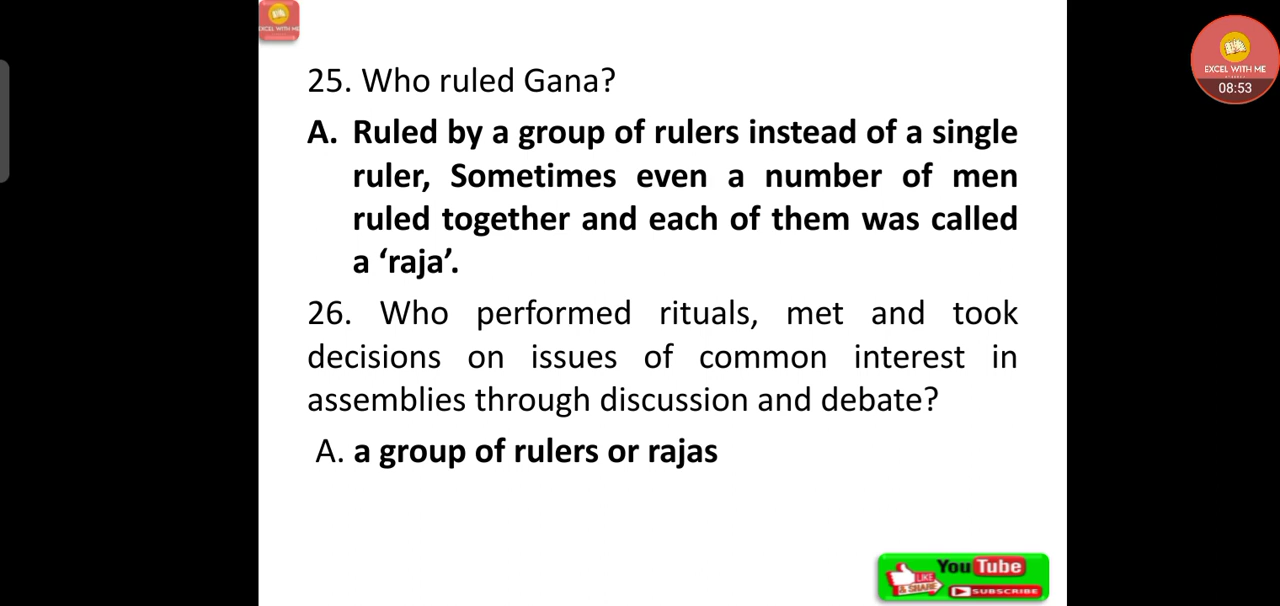 EXCEL WITH ME
EXCEL WITH ME
08:53
25. Who ruled Gana?
A. Ruled by a group of rulers instead of a single
ruler, Sometimes even a number of men
ruled together and each of them was called
a ‘raja’.
26. Who performed rituals, met and took
decisions on issues of common interest in
assemblies through discussion and debate?
A. a group of rulers or rajas
You Tube
LIKE
& SHARE
SUBSCRIBE